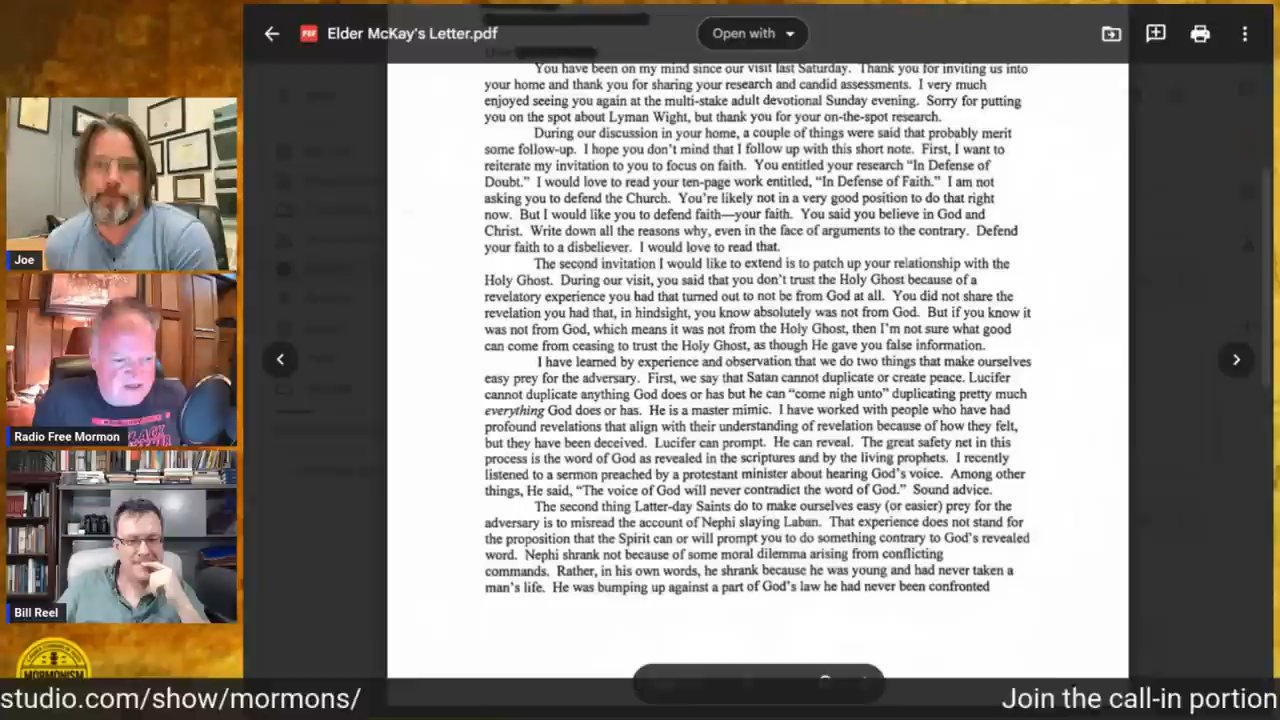 Elder McKay's Letter.pdf
Open with
You have been on my mind since our visit last Saturday. Thank you for inviting us into
your home and thank you for sharing your research and candid assessments. I very much
enjoyed seeing you again at the multi-stake adult devotional Sunday evening. Sorry for putting
you on the spot about Lyman Wight, but thank you for your on-the-spot research.
During our discussion in your home, a couple of things were said that probably merit
some follow-up. I hope you don't mind that I follow up with this short note. First, I want to
reiterate my invitation to you to focus on faith. You entitled your research “In Defense of
Doubt.” I would love to read your ten-page work entitled, “In Defense of Faith.” I am not
asking you to defend the Church. You're likely not in a very good position to do that right
now. But I would like you to defend faith—your faith. You said you believe in God and
Christ. Write down all the reasons why, even in the face of arguments to the contrary. Defend
your faith to a disbeliever. I would love to read that.
The second invitation I would like to extend is to patch up your relationship with the
Holy Ghost. During our visit, you said that you don't trust the Holy Ghost because of a
revelatory experience you had that turned out to not be from God at all. You did not share the
revelation you had that, in hindsight, you know absolutely was not from God. But if you know it
was not from God, which means it was not from the Holy Ghost, then I'm not sure what good
can come from ceasing to trust the Holy Ghost, as though He gave you false information.
I have learned by experience and observation that we do two things that make ourselves
easy prey for the adversary. First, we say that Satan cannot duplicate or create peace. Lucifer
cannot duplicate anything God does or has but he can “come nigh unto” duplicating pretty much
everything God does or has. He is a master mimic. I have worked with people who have had
profound revelations that align with their understanding of revelation because of how they felt,
but they have been deceived. Lucifer can prompt. He can reveal. The great safety net in this
process is the word of God as revealed in the scriptures and by the living prophets. I recently
listened to a sermon preached by a protestant minister about hearing God's voice. Among other
things, He said, “The voice of God will never contradict the word of God.” Sound advice.
The second thing Latter-day Saints do to make ourselves easy (or easier) prey for the
adversary is to misread the account of Nephi slaying Laban. That experience does not stand for
the proposition that the Spirit can or will prompt you to do something contrary to God's revealed
word. Nephi shrank not because of some moral dilemma arising from conflicting
commands. Rather, in his own words, he shrank because he was young and had never taken a
man's life. He was bumping up against a part of God's law he had never been confronted
Joe
Radio Free Mormon
Bill Reel
MORMONISM
studio.com/show/mormons/
Join the call-in portion